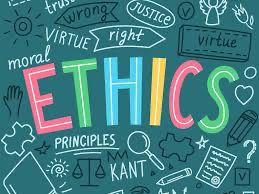 trust
wrong
JUSTICE
VIRTUE
right
virtue
moral
ETHICS
PRINCIPLES
KANT